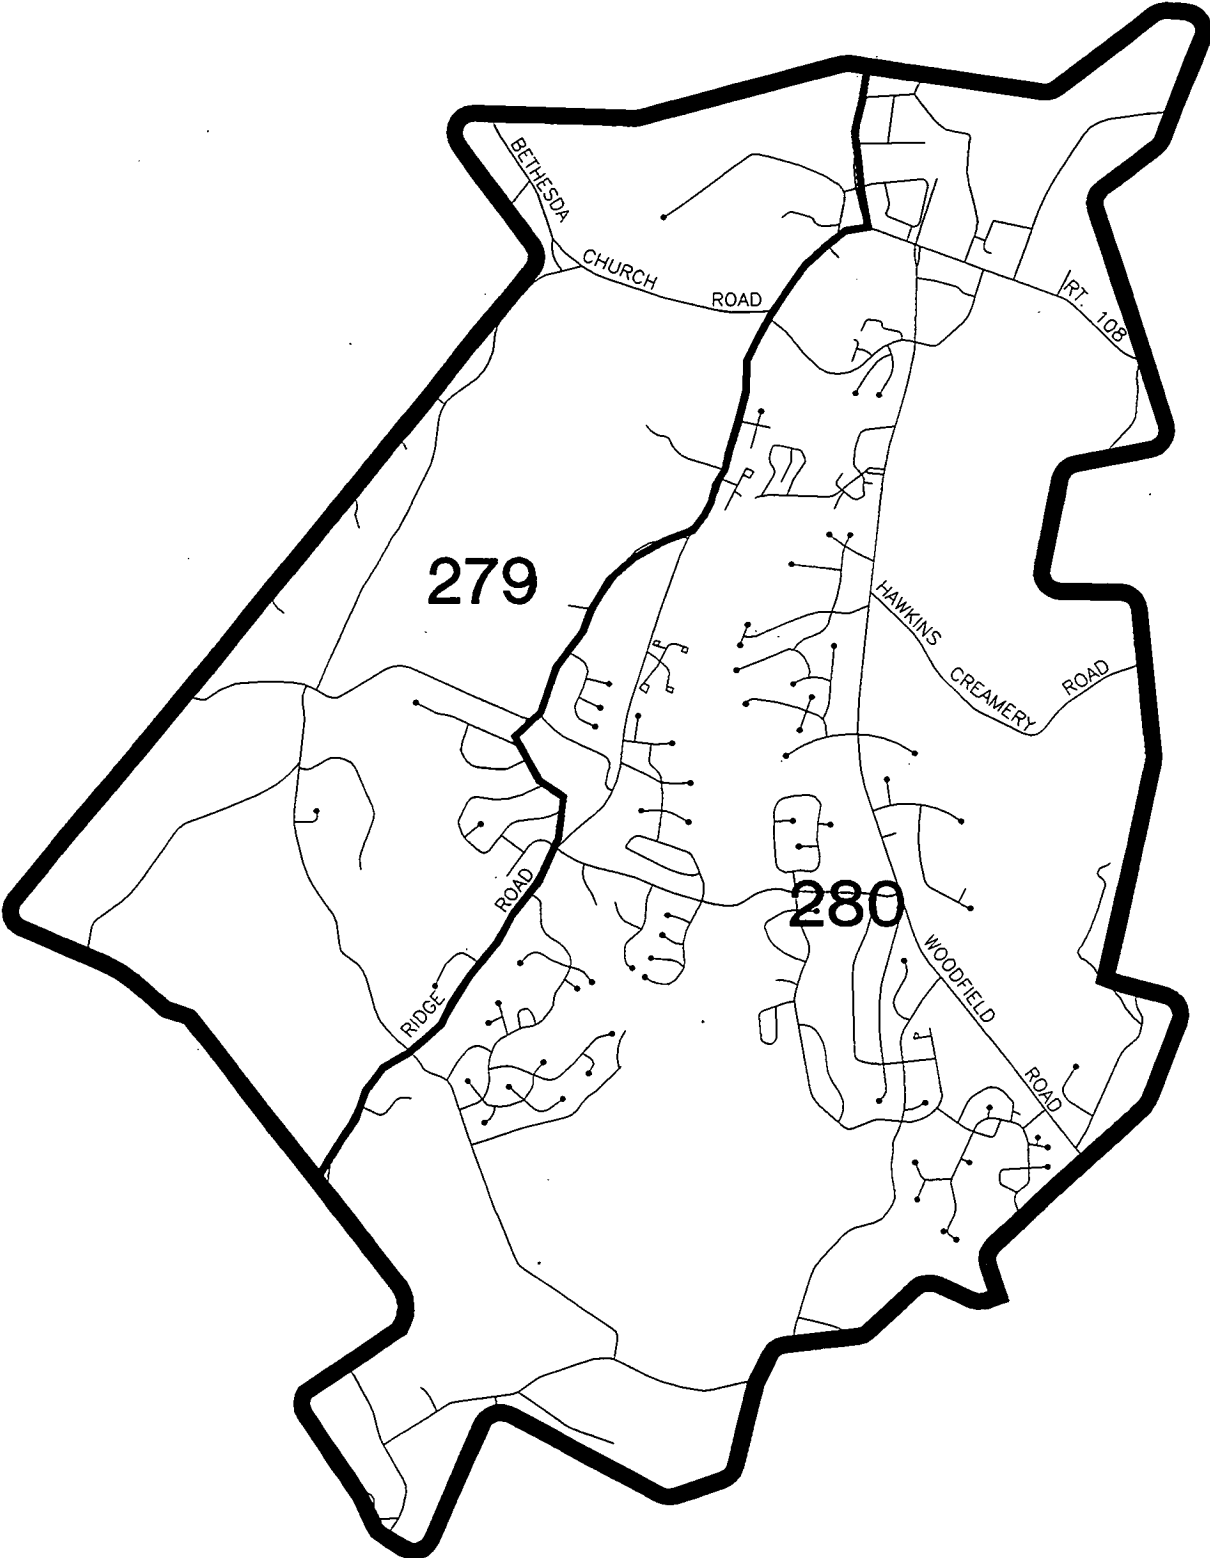 BETHESDA
CHURCH
ROAD
RT. 108
279
HAWKINS
CREAMERY
ROAD
280
ROAD
RIDGE
WOODFIELD
ROAD